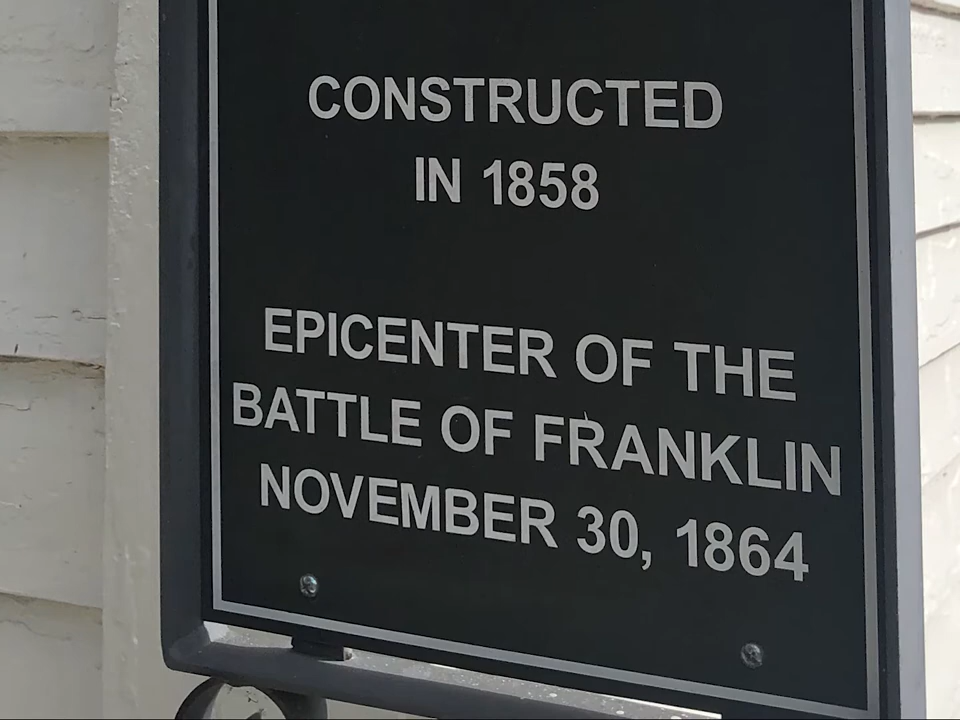 CONSTRUCTED
IN 1858
EPICENTER OF THE
BATTLE OF FRANKLIN
NOVEMBER 30, 1864